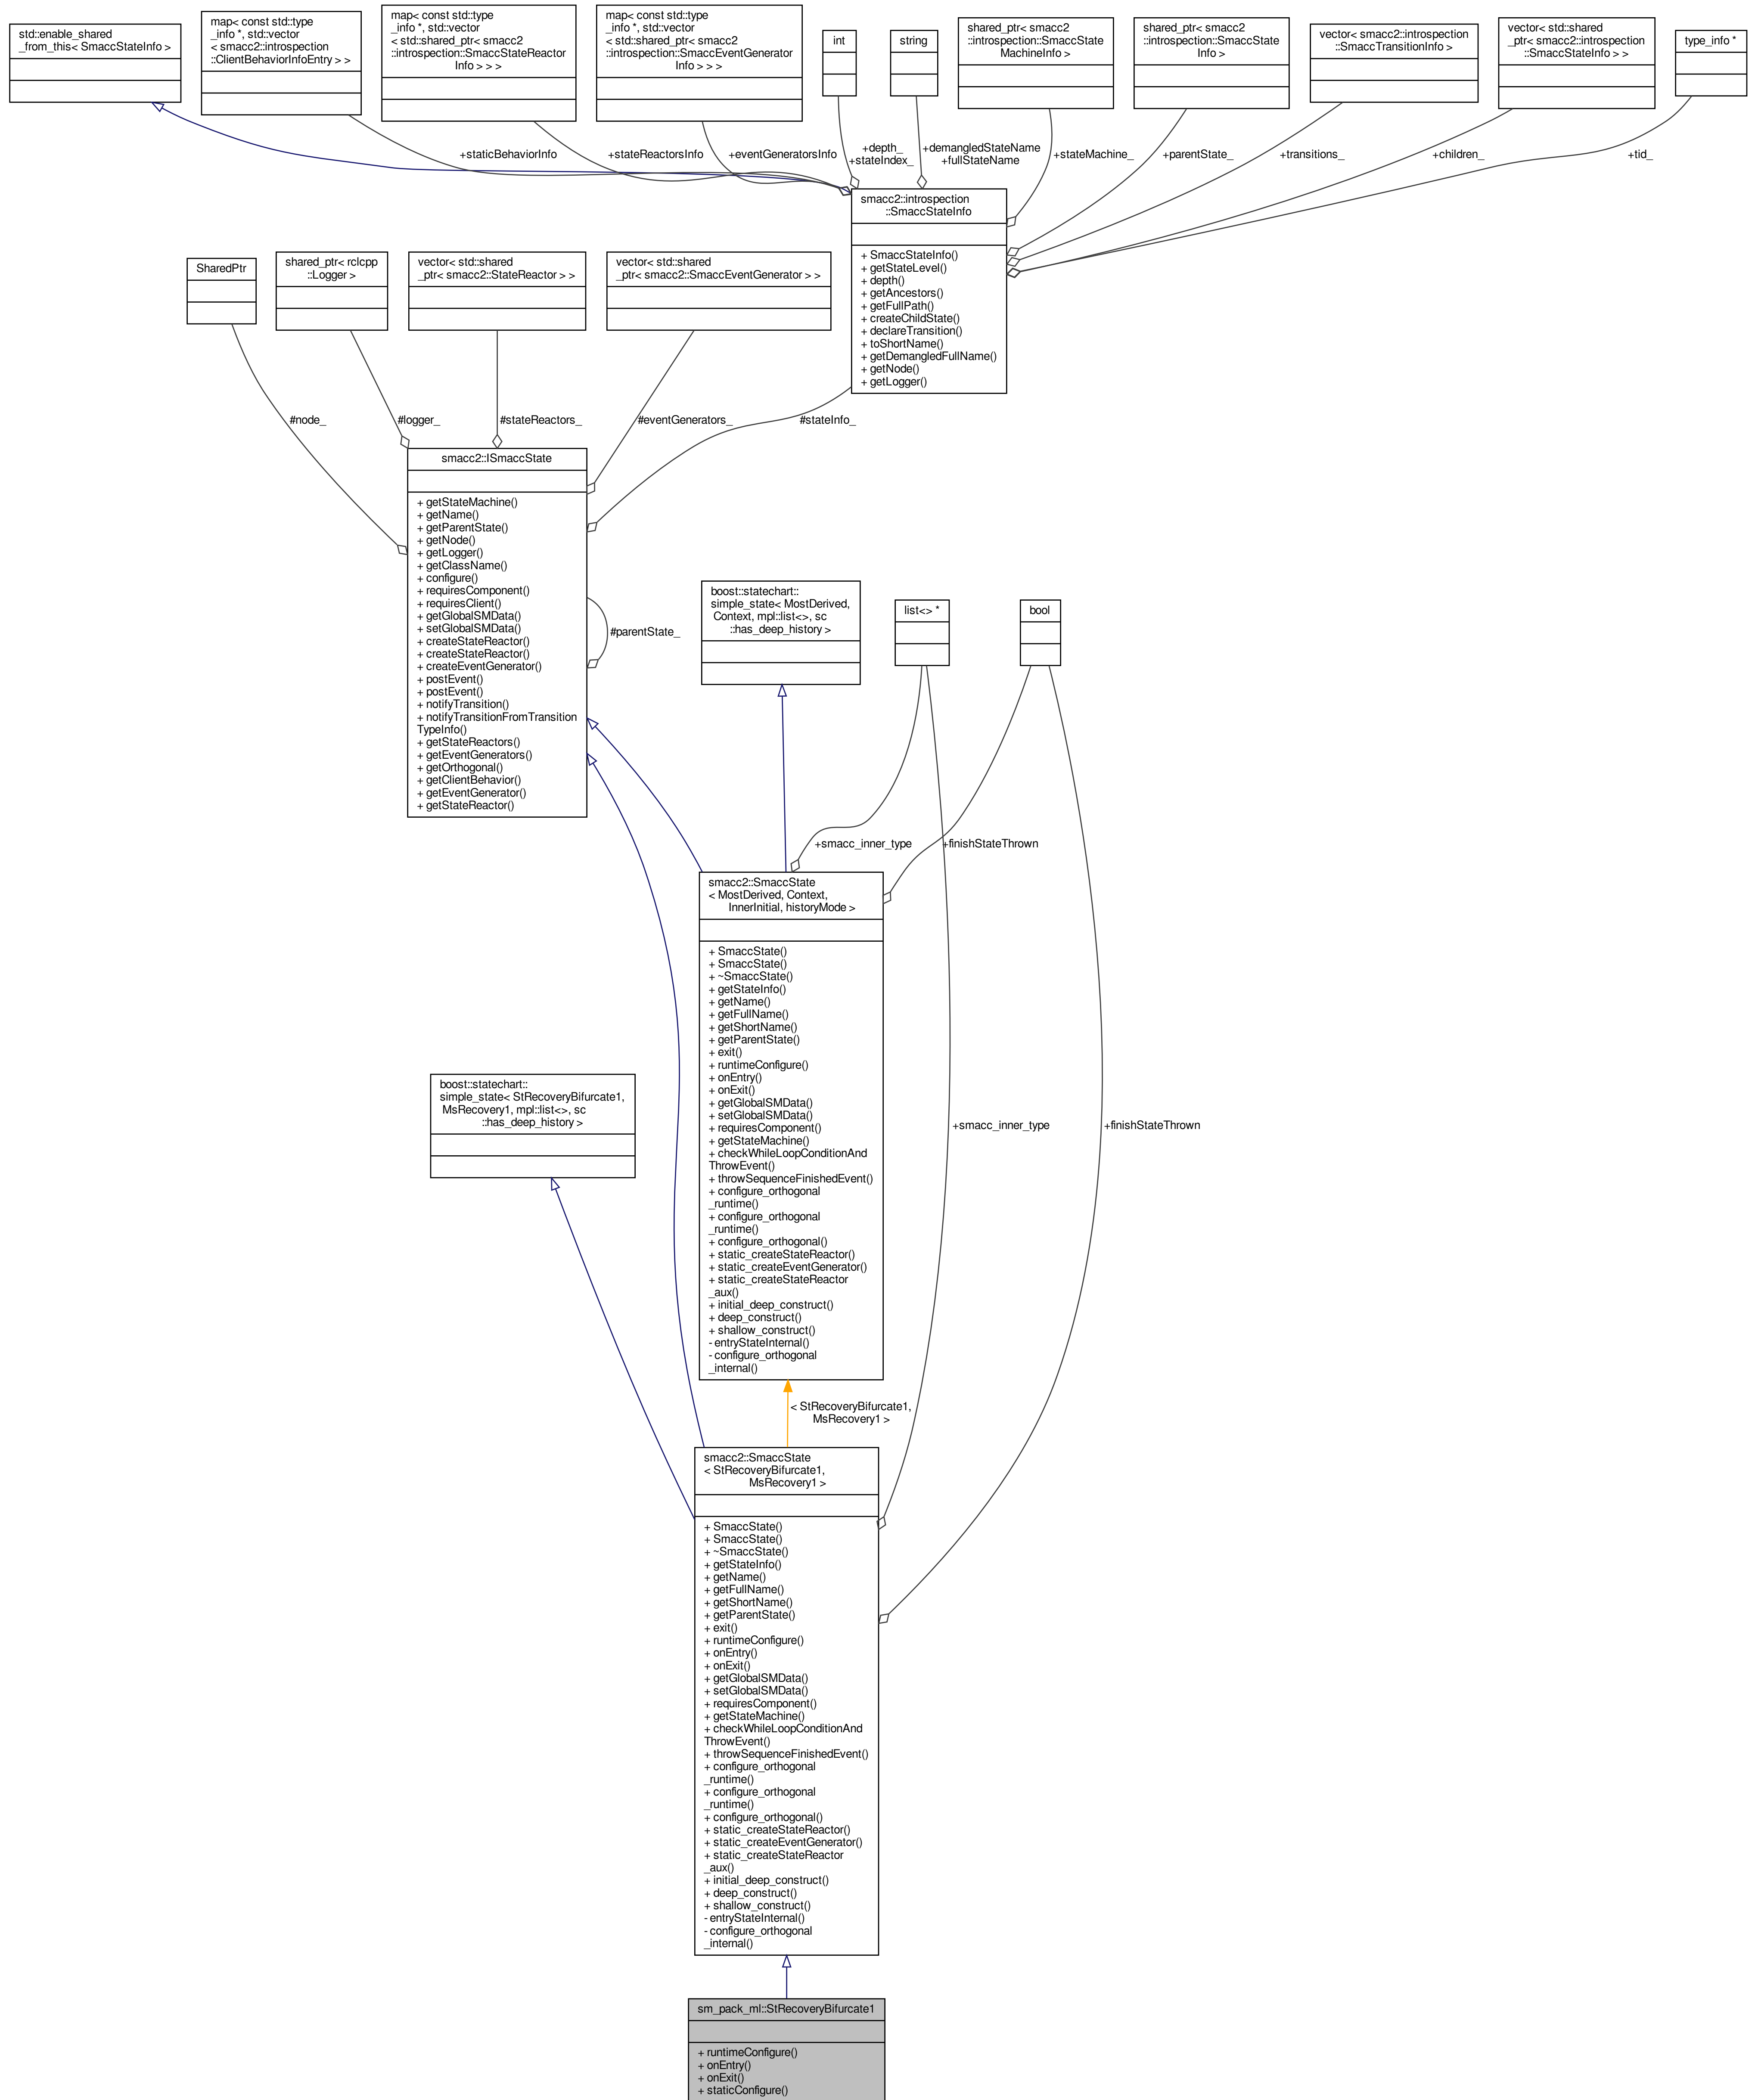 std::enable_shared
_from_this< SmaccStateInfo >
map< const std::type
_info *, std::vector
< smacc2::introspection
::ClientBehaviorInfoEntry > >
map< const std::type
_info *, std::vector
< std::shared_ptr< smacc2
::introspection::SmaccStateReactor
Info > > >
map< const std::type
_info *, std::vector
< std::shared_ptr< smacc2
::introspection::SmaccEventGenerator
Info > > >
int
string
shared_ptr< smacc2
::introspection::SmaccState
MachineInfo >
shared_ptr< smacc2
::introspection::SmaccState
Info >
vector< smacc2::introspection
::SmaccTransitionInfo >
vector< std::shared
_ptr< smacc2::introspection
::SmaccStateInfo > >
type_info *
+staticBehaviorInfo
+stateReactorsInfo
+eventGeneratorsInfo
+depth_
+stateIndex_
+demangledStateName
+fullStateName
+stateMachine_
+parentState_
+transitions_
+children_
+tid_
smacc2::introspection
::SmaccStateInfo
+ SmaccStateInfo()
+ getStateLevel()
+ depth()
+ getAncestors()
+ getFullPath()
+ createChildState()
+ declareTransition()
+ toShortName()
+ getDemangledFullName()
+ getNode()
+ getLogger()
SharedPtr
shared_ptr< rclcpp
::Logger >
vector< std::shared
_ptr< smacc2::StateReactor > >
vector< std::shared
_ptr< smacc2::SmaccEventGenerator > >
#node_
#logger_
#stateReactors_
#eventGenerators_
#stateInfo_
smacc2::ISmaccState
+ getStateMachine()
+ getName()
+ getParentState()
+ getNode()
+ getLogger()
+ getClassName()
+ configure()
+ requiresComponent()
+ requiresClient()
+ getGlobalSMData()
+ setGlobalSMData()
+ createStateReactor()
+ createStateReactor()
+ createEventGenerator()
+ postEvent()
+ postEvent()
+ notifyTransition()
+ notifyTransitionFromTransition
TypeInfo()
+ getStateReactors()
+ getEventGenerators()
+ getOrthogonal()
+ getClientBehavior()
+ getEventGenerator()
+ getStateReactor()
#parentState_
boost::statechart::
simple_state< MostDerived,
Context, mpl::list<>, sc
::has_deep_history >
list<> *
bool
+smacc_inner_type
+finishStateThrown
smacc2::SmaccState
< MostDerived, Context,
InnerInitial, historyMode >
+ SmaccState()
+ SmaccState()
+ ~SmaccState()
+ getStateInfo()
+ getName()
+ getFullName()
+ getShortName()
+ getParentState()
+ exit()
+ runtimeConfigure()
+ onEntry()
+ onExit()
+ getGlobalSMData()
+ setGlobalSMData()
+ requiresComponent()
+ getStateMachine()
+ checkWhileLoopConditionAnd
ThrowEvent()
+ throwSequenceFinishedEvent()
+ configure_orthogonal
_runtime()
+ configure_orthogonal
_runtime()
+ configure_orthogonal()
+ static_createStateReactor()
+ static_createEventGenerator()
+ static_createStateReactor
_aux()
+ initial_deep_construct()
+ deep_construct()
+ shallow_construct()
- entryStateInternal()
- configure_orthogonal
_internal()
boost::statechart::
simple_state< StRecoveryBifurcate1,
MsRecovery1, mpl::list<>, sc
::has_deep_history >
+smacc_inner_type
+finishStateThrown
< StRecoveryBifurcate1,
MsRecovery1 >
smacc2::SmaccState
< StRecoveryBifurcate1,
MsRecovery1 >
+ SmaccState()
+ SmaccState()
+ ~SmaccState()
+ getStateInfo()
+ getName()
+ getFullName()
+ getShortName()
+ getParentState()
+ exit()
+ runtimeConfigure()
+ onEntry()
+ onExit()
+ getGlobalSMData()
+ setGlobalSMData()
+ requiresComponent()
+ getStateMachine()
+ checkWhileLoopConditionAnd
ThrowEvent()
+ throwSequenceFinishedEvent()
+ configure_orthogonal
_runtime()
+ configure_orthogonal
_runtime()
+ configure_orthogonal()
+ static_createStateReactor()
+ static_createEventGenerator()
+ static_createStateReactor
_aux()
+ initial_deep_construct()
+ deep_construct()
+ shallow_construct()
- entryStateInternal()
- configure_orthogonal
_internal()
sm_pack_ml::StRecoveryBifurcate1
+ runtimeConfigure()
+ onEntry()
+ onExit()
+ staticConfigure()